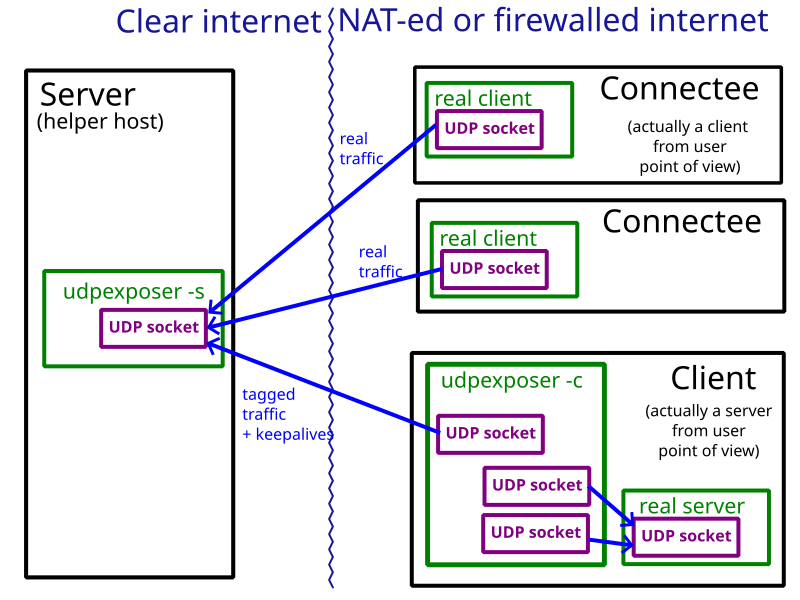 Clear internet
NAT-ed or firewalled internet
Server
(helper host)
udpexposer -s
UDP socket
real
traffic
real
traffic
tagged
traffic
+ keepalives
real client
UDP socket
Connectee
(actually a client
from user
point of view)
real client
UDP socket
Connectee
udpexposer -c
UDP socket
UDP socket
UDP socket
Client
(actually a server
from user
point of view)
real server
UDP socket